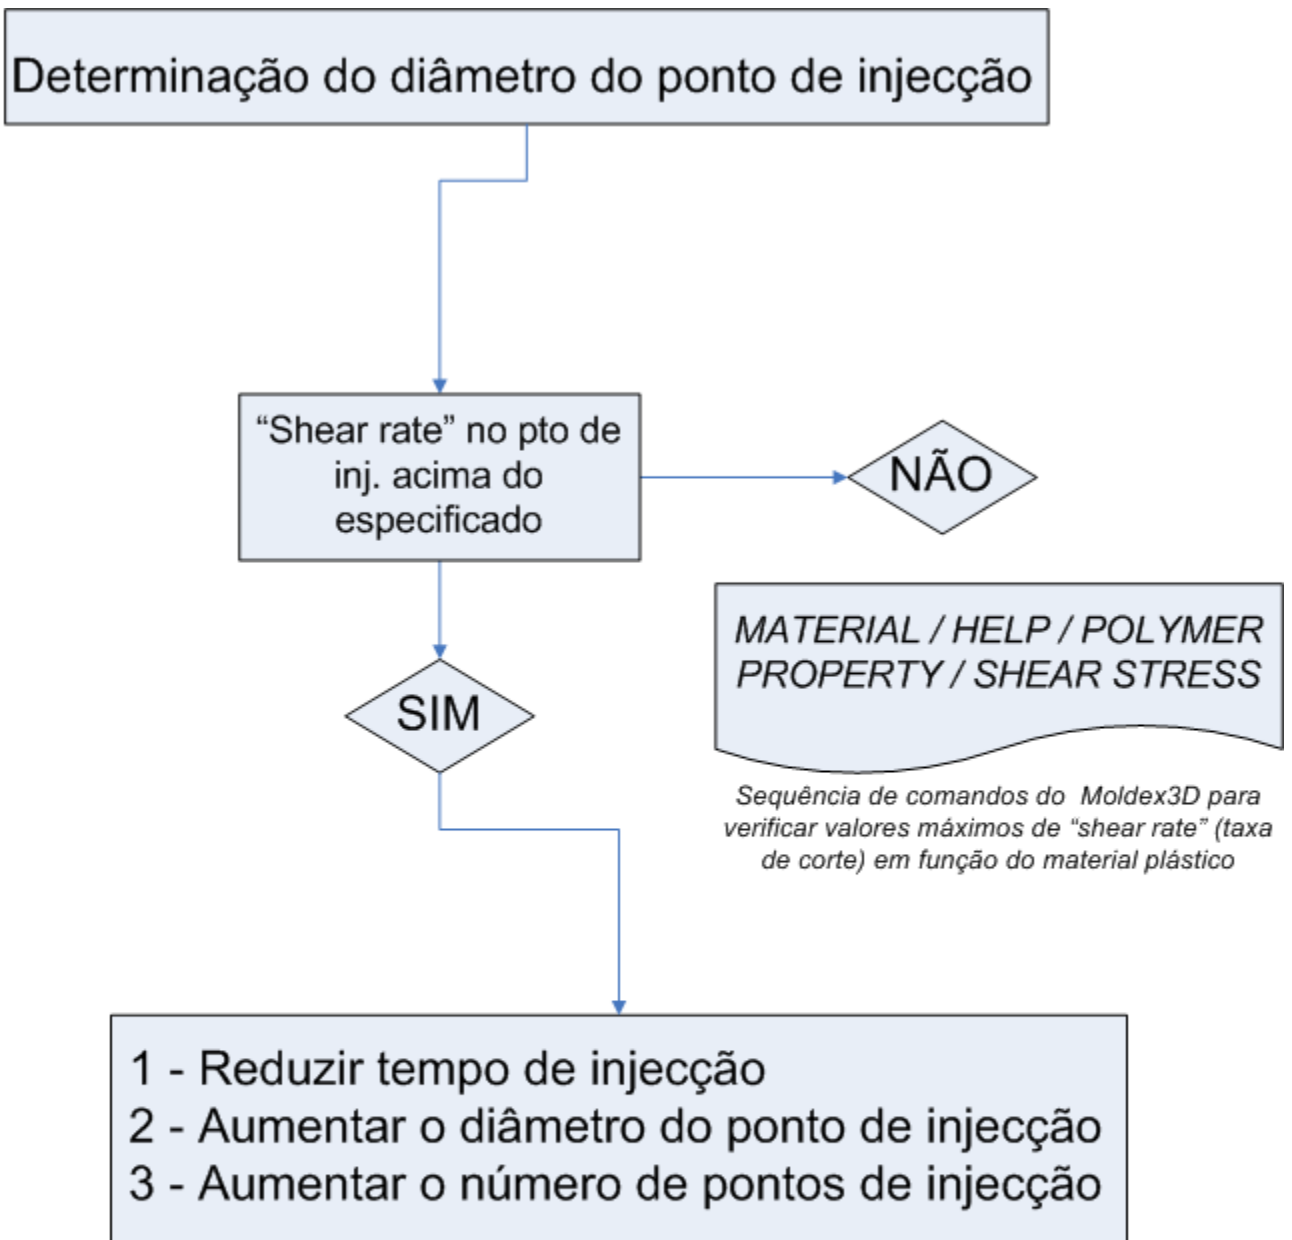 Determinação do diâmetro do ponto de injecção
“Shear rate” no pto de
inj. acima do
especificado
NÃO
SIM
MATERIAL / HELP / POLYMER
PROPERTY / SHEAR STRESS
Sequência de comandos do Moldex3D para
verificar valores máximos de “shear rate” (taxa
de corte) em função do material plástico
1 - Reduzir tempo de injecção
2 - Aumentar o diâmetro do ponto de injecção
3 - Aumentar o número de pontos de injecção